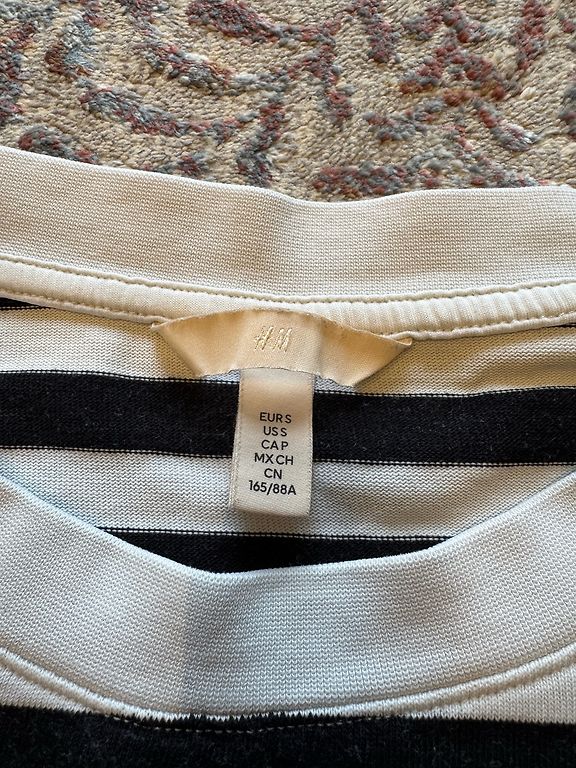 H&M
EUR S
US S
CA P
MX CH
CN
165/88A